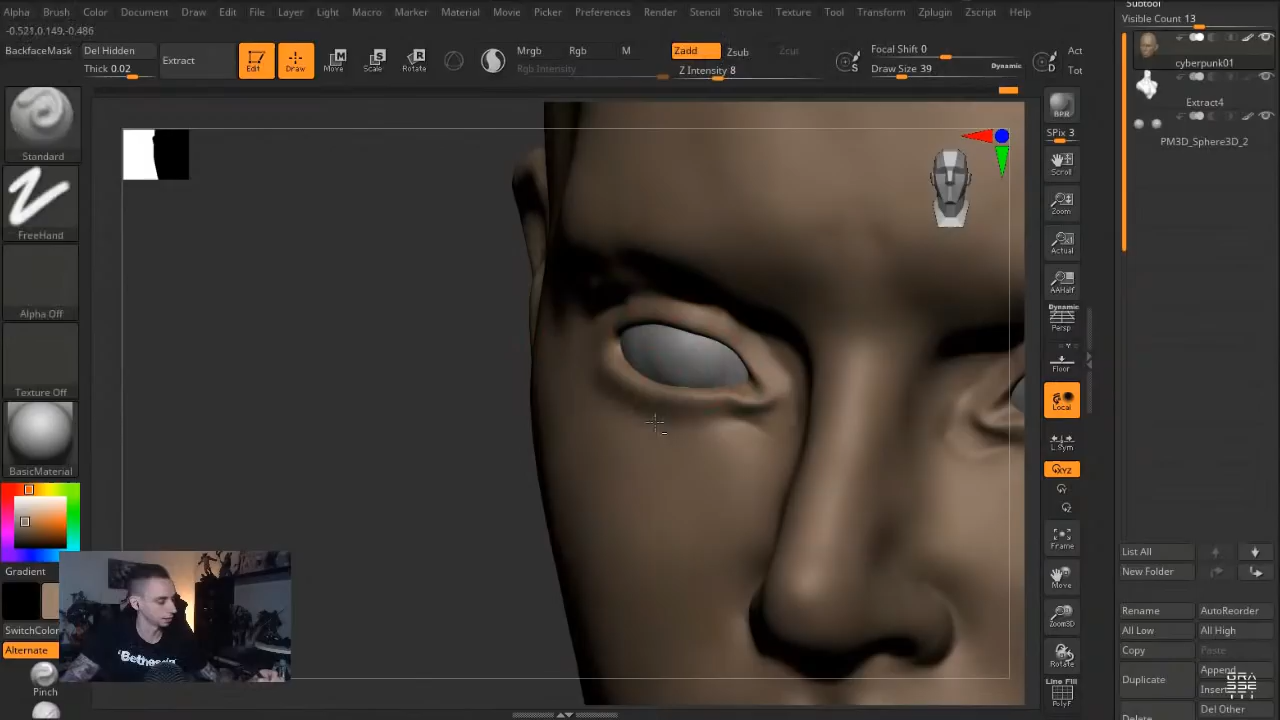 Alpha Brush Color Document Draw Edit File Layer Light Macro Marker Material Movie Picker Preferences Render Stencil Stroke Texture Tool Transform Zplugin Zscript Help
-0.521,0.149,-0.486
BackfaceMask
Del Hidden
Thick 0.02
Extract
Edit
Draw
Move
Scale
Rotate
Mrgb Rgb M
Rgb Intensity
Zadd Zsub Zcut
Z Intensity 8
Focal Shift 0
Draw Size 39
Dynamic
Act
Tot
S
D
Standard
FreeHand
Alpha Off
Texture Off
BasicMaterial
Gradient
SwitchColor
Alternate
Pinch
'Bethesda'
BPR
SPix 3
Scroll
Zoom
Actual
AAHalf
Dynamic
Persp
Floor
Local
L.Sym
XYZ
Frame
Move
Zoom3D
Rotate
Line Fill
PolyF
Subtool
Visible Count 13
cyberpunk01
Extract4
PM3D_Sphere3D_2
List All
New Folder
Rename AutoReorder
All Low All High
Copy Paste
Duplicate
Append
Insert
Delete
Del Other